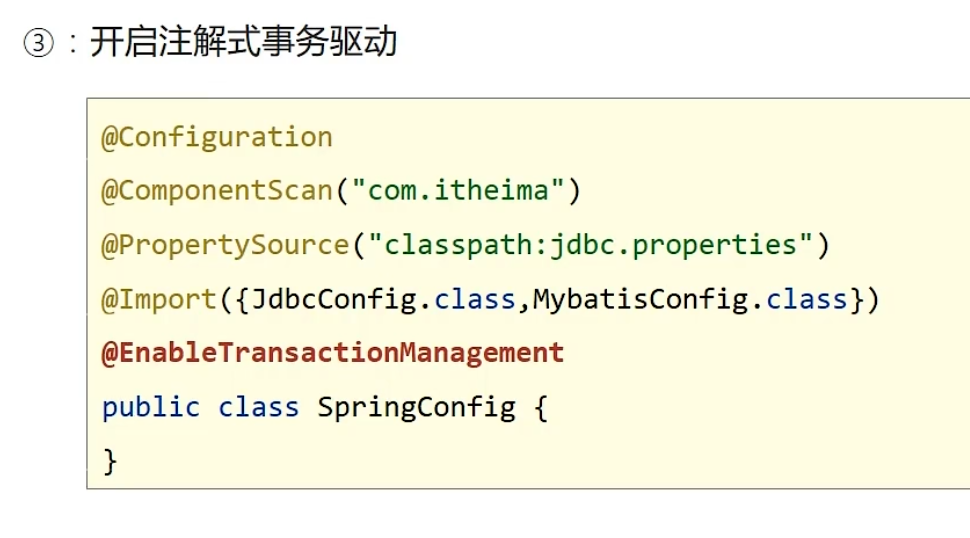 ③：开启注解式事务驱动
@Configuration
@ComponentScan("com.itheima")
@PropertySource("classpath:jdbc.properties")
@Import({JdbcConfig.class,MybatisConfig.class})
@EnableTransactionManagement
public class SpringConfig {
}